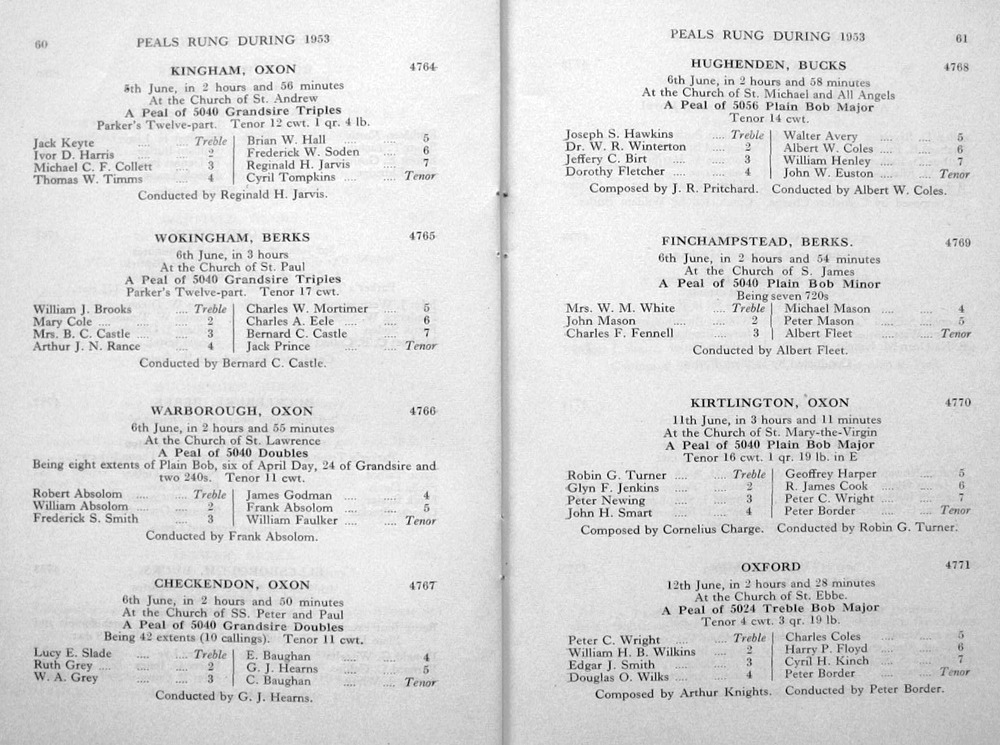 60 PEALS RUNG DURING 1953
KINGHAM, OXON 4764
5th June, in 2 hours and 56 minutes
At the Church of St. Andrew
A Peal of 5040 Grandsire Triples
Parker's Twelve-part. Tenor 12 cwt. 1 qr. 4 lb.
Jack Keyte .... Treble Brian W. Hall .... 5
Ivor D. Harris .... 2 Frederick W. Soden .... 6
Michael C. F. Collett .... 3 Reginald H. Jarvis .... 7
Thomas W. Timms .... 4 Cyril Tompkins .... .... Tenor
Conducted by Reginald H. Jarvis.
WOKINGHAM, BERKS 4765
6th June, in 3 hours
At the Church of St. Paul
A Peal of 5040 Grandsire Triples
Parker's Twelve-part. Tenor 17 cwt.
William J. Brooks .... Treble Charles W. Mortimer .... 5
Mary Cole .... .... 2 Charles A. Eele .... .... 6
Mrs. B. C. Castle .... 3 Bernard C. Castle .... 7
Arthur J. N. Rance .... 4 Jack Prince .... .... Tenor
Conducted by Bernard C. Castle.
WARBOROUGH, OXON 4766
6th June, in 2 hours and 55 minutes
At the Church of St. Lawrence
A Peal of 5040 Doubles
Being eight extents of Plain Bob, six of April Day, 24 of Grandsire and
two 240s. Tenor 11 cwt.
Robert Absolom .... .... Treble James Godman .... .... 4
William Absolom .... .... 2 Frank Absolom .... .... 5
Frederick S. Smith .... 3 William Faulker .... .... Tenor
Conducted by Frank Absolom.
CHECKENDON, OXON 4767
6th June, in 2 hours and 50 minutes
At the Church of SS. Peter and Paul
A Peal of 5040 Grandsire Doubles
Being 42 extents (10 callings). Tenor 11 cwt.
Lucy E. Slade .... .... Treble E. Baughan .... .... 4
Ruth Grey .... .... 2 G. J. Hearns .... .... 5
W. A. Grey .... .... 3 C. Baughan .... .... Tenor
Conducted by G. J. Hearns.
PEALS RUNG DURING 1953 61
HUGHENDEN, BUCKS 4768
6th June, in 2 hours and 58 minutes
At the Church of St. Michael and All Angels
A Peal of 5056 Plain Bob Major
Tenor 14 cwt.
Joseph S. Hawkins .... Treble Walter Avery .... .... 5
Dr. W. R. Winterton .... 2 Albert W. Coles .... .... 6
Jeffery C. Birt .... .... 3 William Henley .... .... 7
Dorothy Fletcher .... .... 4 John W. Euston .... .... Tenor
Composed by J. R. Pritchard. Conducted by Albert W. Coles.
FINCHAMPSTEAD, BERKS. 4769
6th June, in 2 hours and 54 minutes
At the Church of S. James
A Peal of 5040 Plain Bob Minor
Being seven 720s
Mrs. W. M. White .... Treble Michael Mason .... .... 4
John Mason .... .... 2 Peter Mason .... .... 5
Charles F. Fennell .... 3 Albert Fleet .... .... Tenor
Conducted by Albert Fleet.
KIRTLINGTON, OXON 4770
11th June, in 3 hours and 11 minutes
At the Church of St. Mary-the-Virgin
A Peal of 5040 Plain Bob Major
Tenor 16 cwt. 1 qr. 19 lb. in E
Robin G. Turner .... Treble Geoffrey Harper .... 5
Glyn F. Jenkins .... .... 2 R. James Cook .... .... 6
Peter Newing .... .... 3 Peter C. Wright .... .... 7
John H. Smart .... .... 4 Peter Border .... .... Tenor
Composed by Cornelius Charge. Conducted by Robin G. Turner.
OXFORD 4771
12th June, in 2 hours and 28 minutes
At the Church of St. Ebbe.
A Peal of 5024 Treble Bob Major
Tenor 4 cwt. 3 qr. 19 lb.
Peter C. Wright .... .... Treble Charles Coles .... .... 5
William H. B. Wilkins .... 2 Harry P. Floyd .... .... 6
Edgar J. Smith .... .... 3 Cyril H. Kinch .... .... 7
Douglas O. Wilks .... .... 4 Peter Border .... .... Tenor
Composed by Arthur Knights. Conducted by Peter Border.